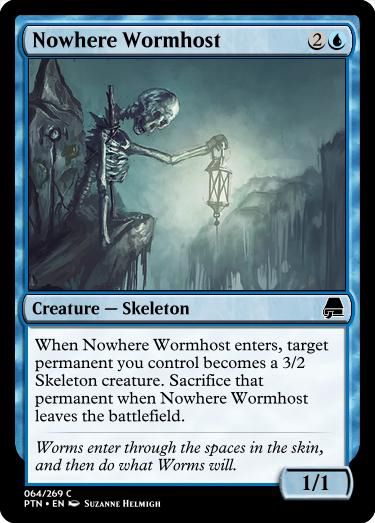 Nowhere Wormhost 2
Creature — Skeleton
When Nowhere Wormhost enters, target
permanent you control becomes a 3/2
Skeleton creature. Sacrifice that
permanent when Nowhere Wormhost
leaves the battlefield.
Worms enter through the spaces in the skin,
and then do what Worms will.
1/1
064/269 C
PTN • EN Suzanne Helmigh